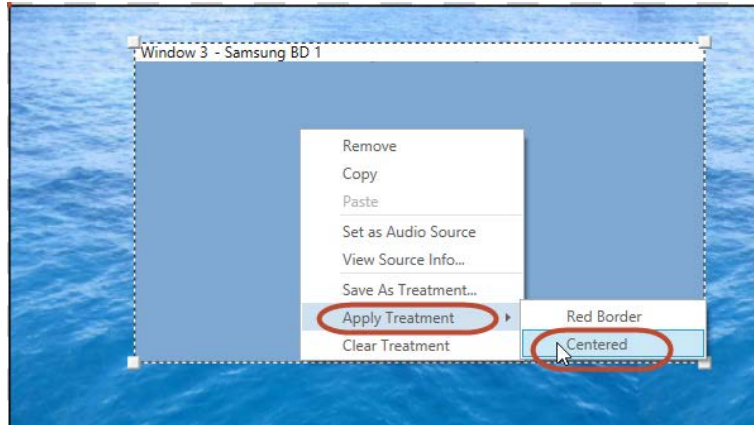 Window 3 - Samsung BD 1
Remove
Copy
Paste
Set as Audio Source
View Source Info...
Save As Treatment...
Apply Treatment
Red Border
Centered
Clear Treatment